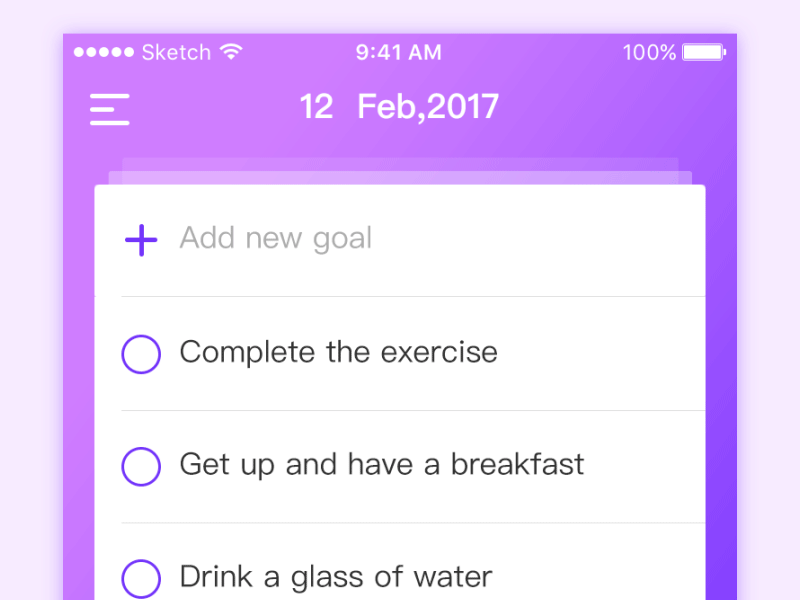 Sketch 9:41 AM 100%
12 Feb,2017
Add new goal
Complete the exercise
Get up and have a breakfast
Drink a glass of water